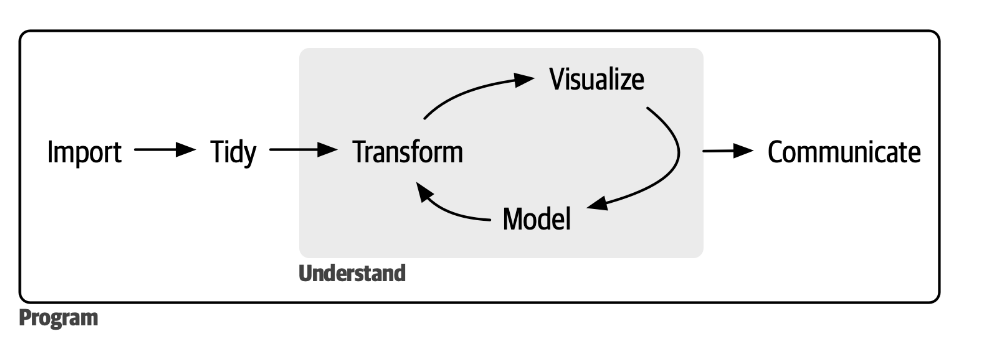 Visualize
Import
Tidy
Transform
Communicate
Model
Understand
Program